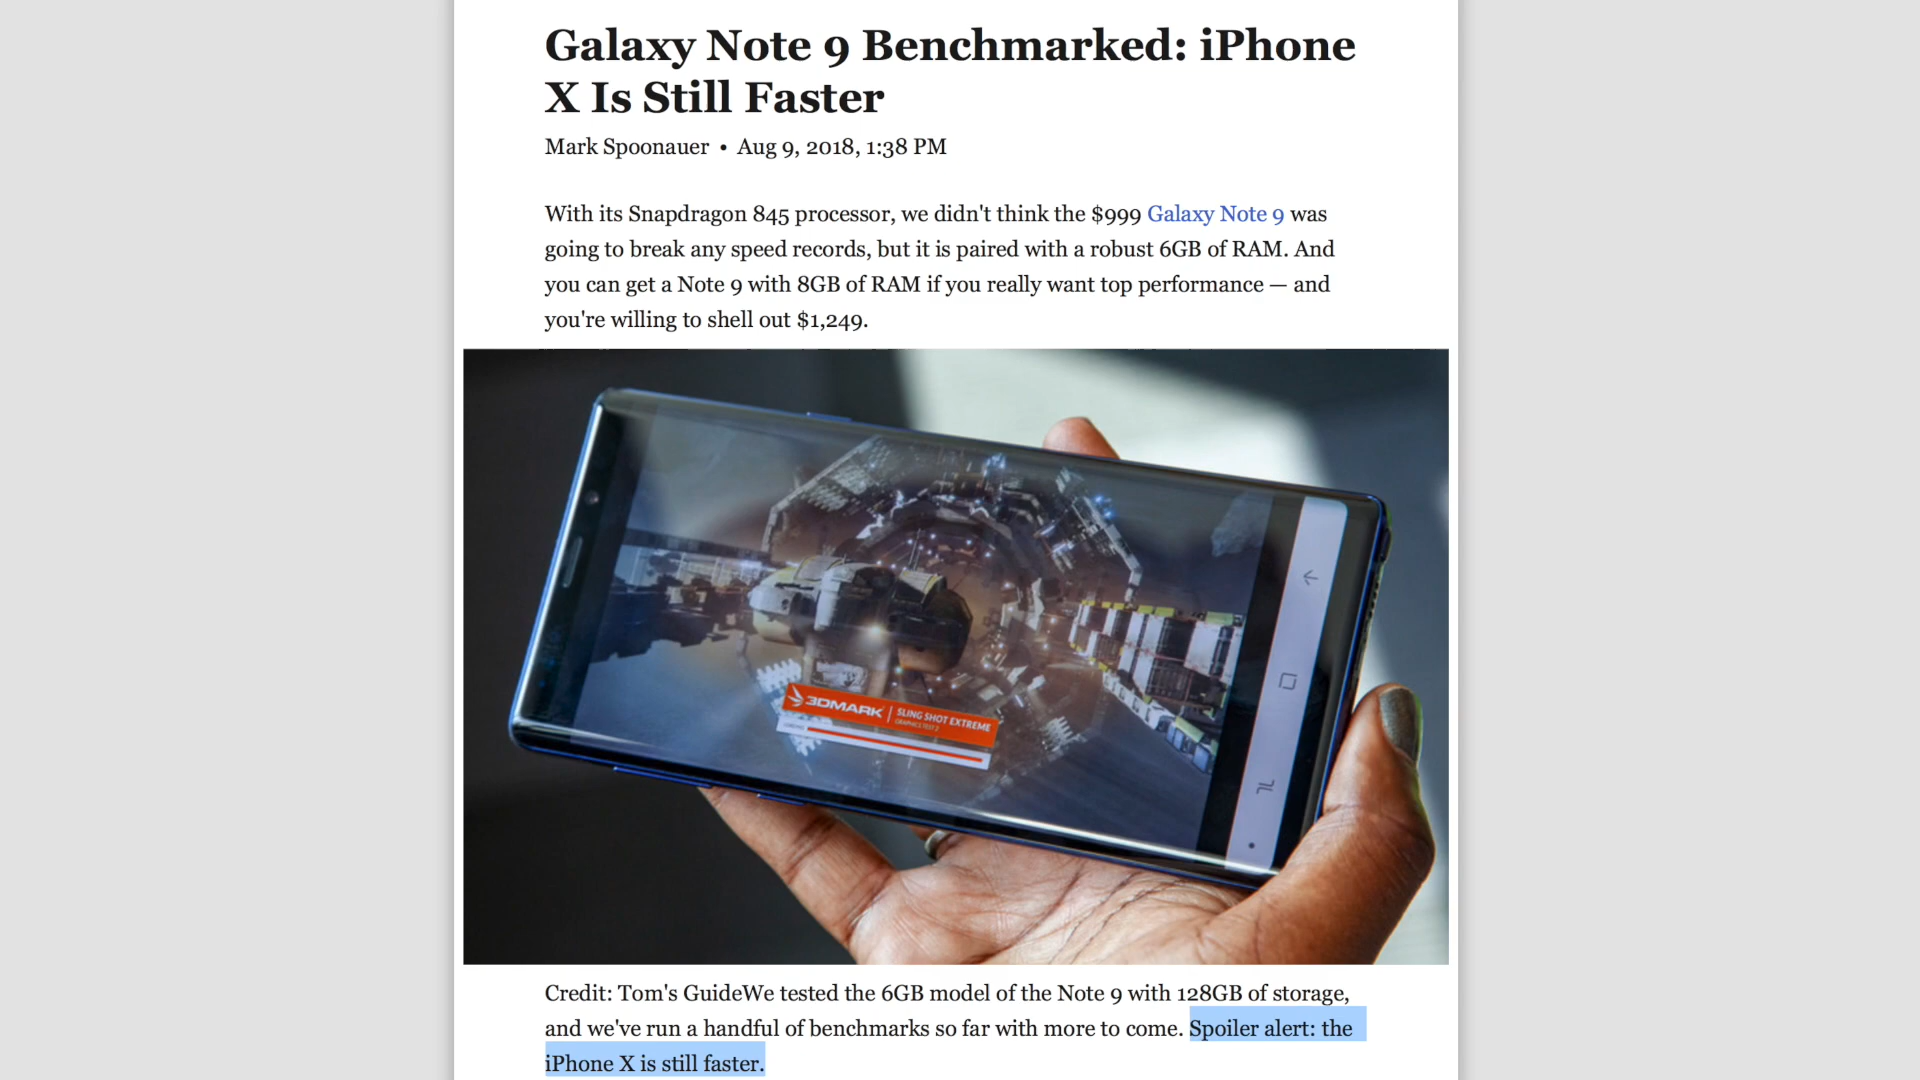 Galaxy Note 9 Benchmarked: iPhone
X Is Still Faster
Mark Spoonauer • Aug 9, 2018, 1:38 PM
With its Snapdragon 845 processor, we didn't think the $999 Galaxy Note 9 was
going to break any speed records, but it is paired with a robust 6GB of RAM. And
you can get a Note 9 with 8GB of RAM if you really want top performance — and
you're willing to shell out $1,249.
3DMARK | SLING SHOT EXTREME
GRAPHICS TEST 2
Credit: Tom's GuideWe tested the 6GB model of the Note 9 with 128GB of storage,
and we've run a handful of benchmarks so far with more to come. Spoiler alert: the
iPhone X is still faster.